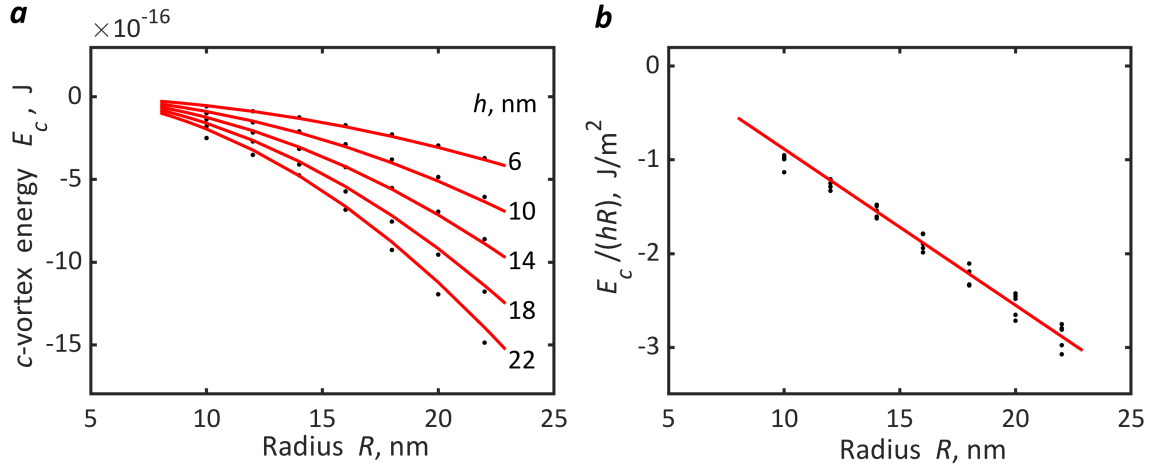 a
×10⁻¹⁶
0
-5
-10
-15
c-vortex energy E_c , J
h, nm
6
10
14
18
22
5 10 15 20 25
Radius R, nm
b
0
-1
-2
-3
E_c/(hR), J/m²
5 10 15 20 25
Radius R, nm